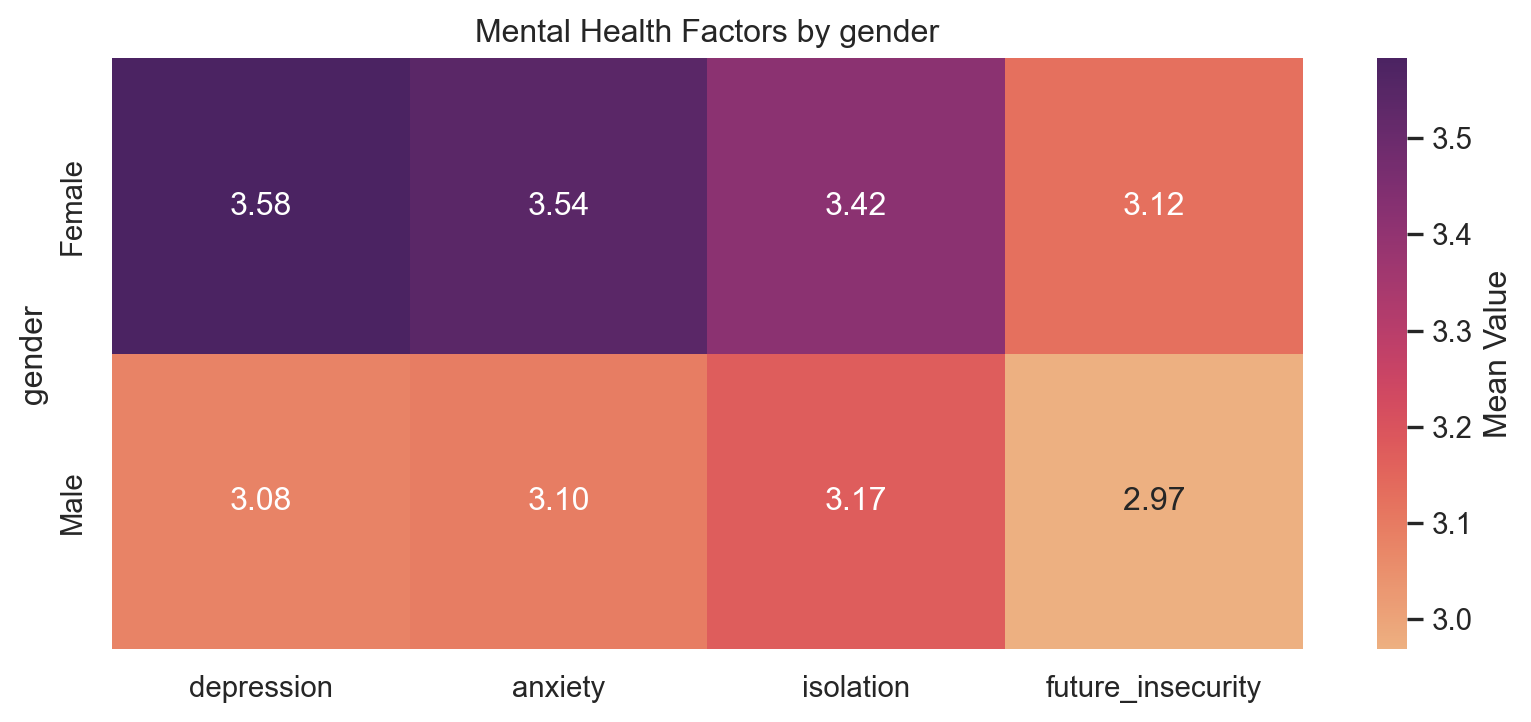 Mental Health Factors by gender
gender
Female
3.58 3.54 3.42 3.12
Male
3.08 3.10 3.17 2.97
depression anxiety isolation future_insecurity
3.5
3.4
3.3
3.2
3.1
3.0
Mean Value